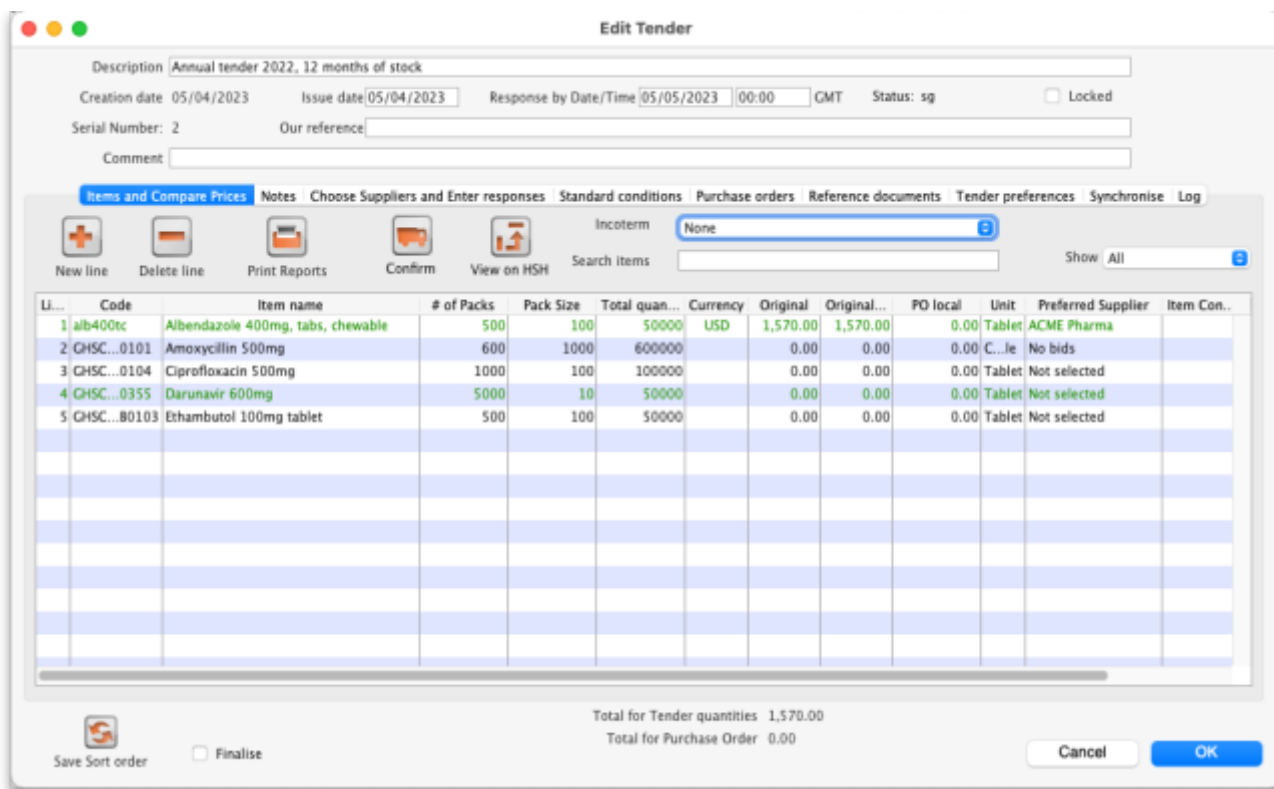 Edit Tender
Description Annual tender 2022, 12 months of stock
Creation date 05/04/2023 Issue date 05/04/2023 Response by Date/Time 05/05/2023 00:00 GMT Status: sg Locked
Serial Number: 2 Our reference
Comment
Items and Compare Prices Notes Choose Suppliers and Enter responses Standard conditions Purchase orders Reference documents Tender preferences Synchronise Log
Incoterm None
New line Delete line Print Reports Confirm View on HSH Search items Show All
Li... Code Item name # of Packs Pack Size Total quan... Currency Original Original... PO local Unit Preferred Supplier Item Con..
1 alb400tc Albendazole 400mg, tabs, chewable 500 100 50000 USD 1,570.00 1,570.00 0.00 Tablet ACME Pharma
2 GHSC...0101 Amoxycillin 500mg 600 1000 600000 0.00 0.00 0.00 C...le No bids
3 GHSC...0104 Ciprofloxacin 500mg 1000 100 100000 0.00 0.00 0.00 Tablet Not selected
4 GHSC...0355 Darunavir 600mg 5000 10 50000 0.00 0.00 0.00 Tablet Not selected
5 GHSC...80103 Ethambutol 100mg tablet 500 100 50000 0.00 0.00 0.00 Tablet Not selected
Total for Tender quantities 1,570.00
Total for Purchase Order 0.00
Save Sort order Finalise Cancel OK